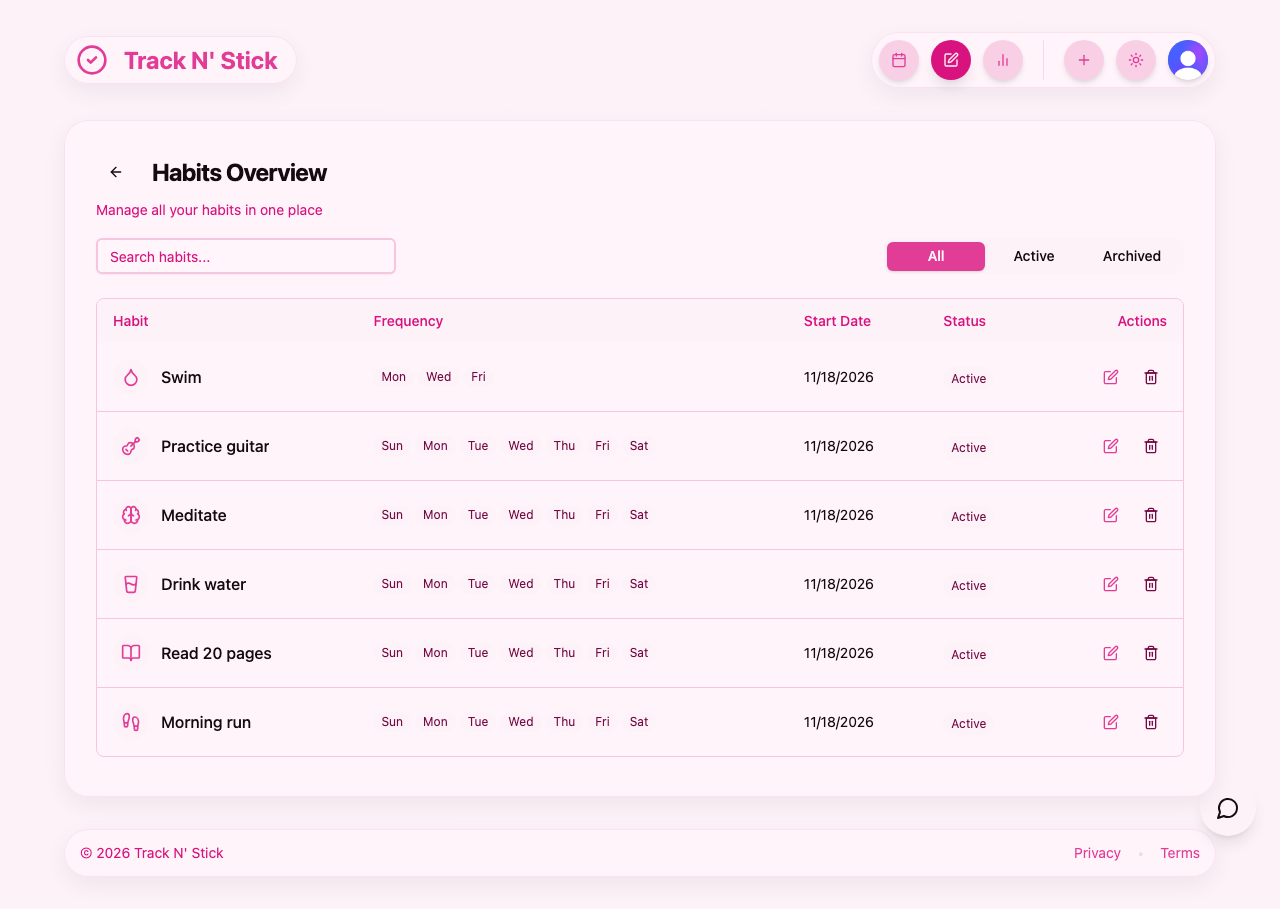 Track N' Stick
Habits Overview
Manage all your habits in one place
Search habits...
All Active Archived
Habit Frequency Start Date Status Actions
Swim Mon Wed Fri 11/18/2026 Active
Practice guitar Sun Mon Tue Wed Thu Fri Sat 11/18/2026 Active
Meditate Sun Mon Tue Wed Thu Fri Sat 11/18/2026 Active
Drink water Sun Mon Tue Wed Thu Fri Sat 11/18/2026 Active
Read 20 pages Sun Mon Tue Wed Thu Fri Sat 11/18/2026 Active
Morning run Sun Mon Tue Wed Thu Fri Sat 11/18/2026 Active
© 2026 Track N' Stick Privacy • Terms